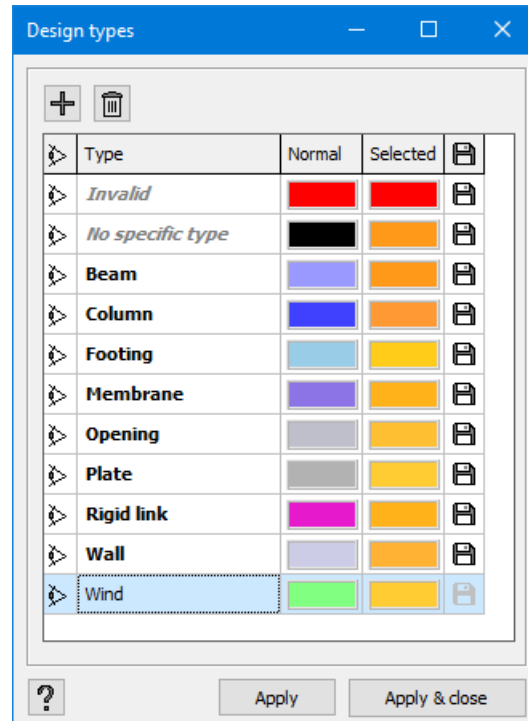 Design types
Type Normal Selected
Invalid
No specific type
Beam
Column
Footing
Membrane
Opening
Plate
Rigid link
Wall
Wind
? Apply Apply & close